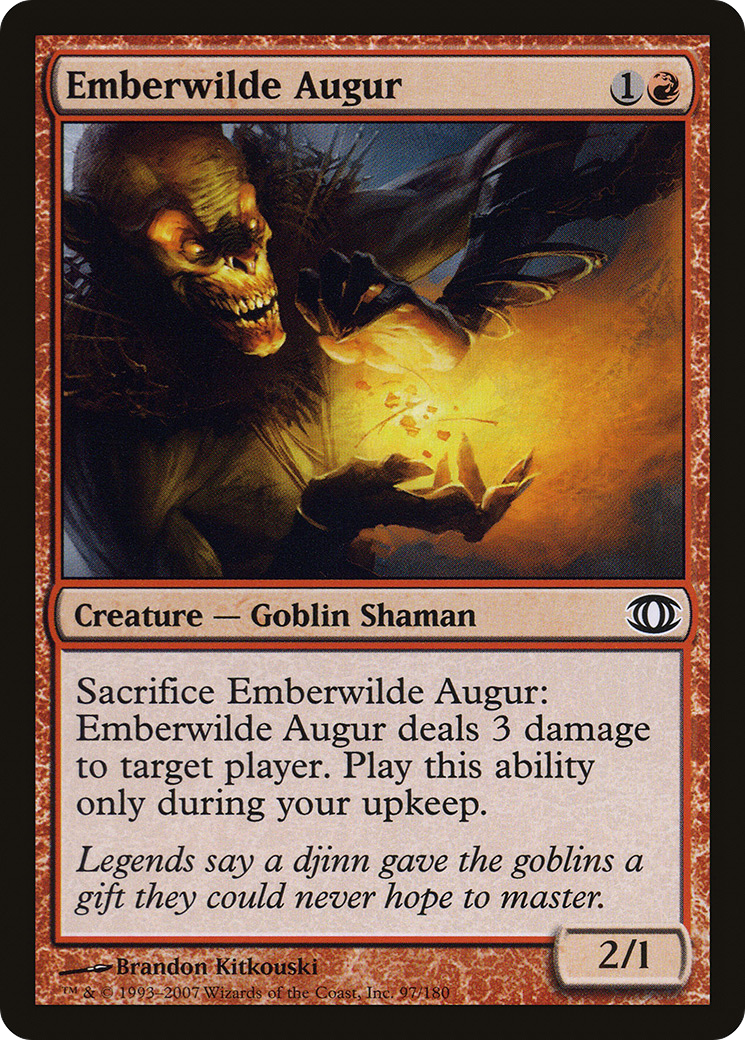 Emberwilde Augur 1
Creature — Goblin Shaman
Sacrifice Emberwilde Augur:
Emberwilde Augur deals 3 damage
to target player. Play this ability
only during your upkeep.
Legends say a djinn gave the goblins a
gift they could never hope to master.
2/1
Brandon Kitkouski
™ & © 1993–2007 Wizards of the Coast, Inc. 97/180